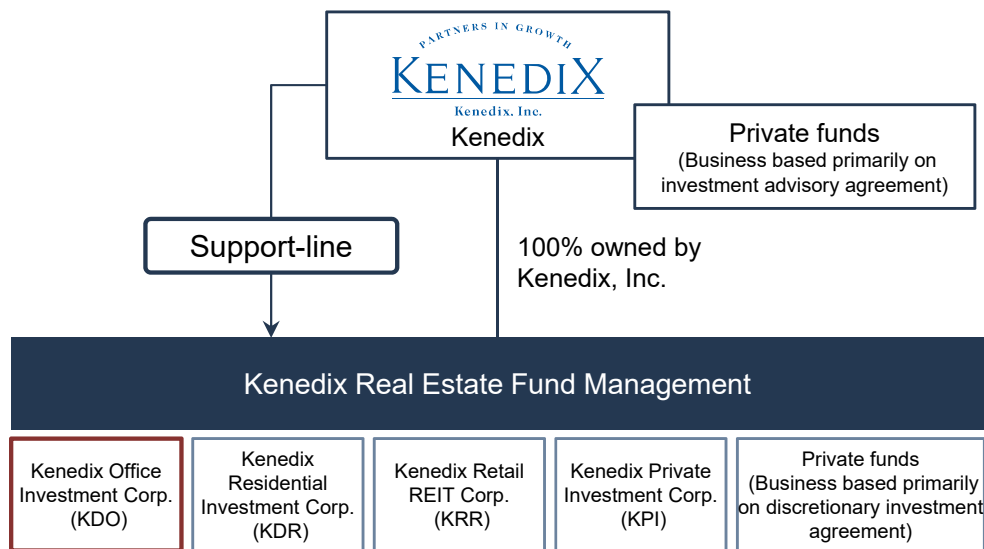 PARTNERS IN GROWTH
KENEDIX
Kenedix. Inc.
Kenedix
Private funds
(Business based primarily on
investment advisory agreement)
Support-line
100% owned by
Kenedix, Inc.
Kenedix Real Estate Fund Management
Kenedix Office
Investment Corp.
(KDO)
Kenedix
Residential
Investment Corp.
(KDR)
Kenedix Retail
REIT Corp.
(KRR)
Kenedix Private
Investment Corp.
(KPI)
Private funds
(Business based primarily
on discretionary investment
agreement)